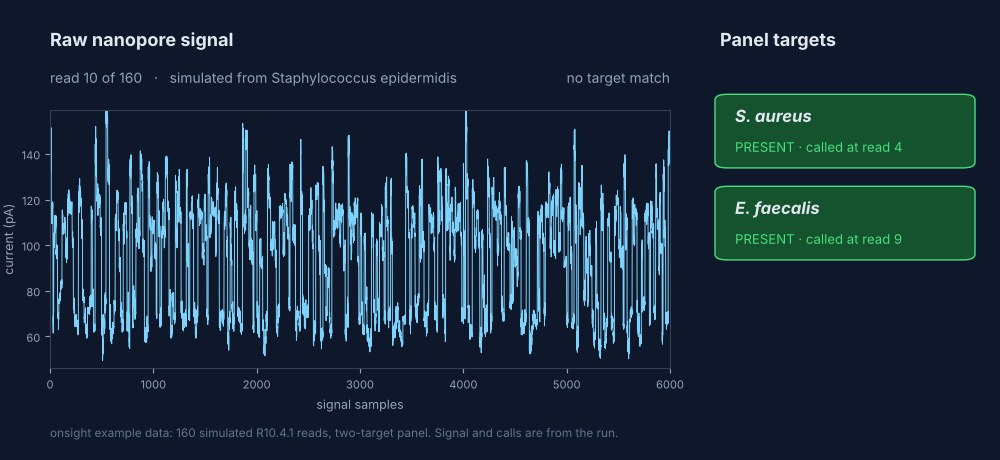 Raw nanopore signal
Panel targets
read 10 of 160 · simulated from Staphylococcus epidermidis
no target match
S. aureus
PRESENT · called at read 4
E. faecalis
PRESENT · called at read 9
current (pA)
140
120
100
80
60
0 1000 2000 3000 4000 5000 6000
signal samples
onsight example data: 160 simulated R10.4.1 reads, two-target panel. Signal and calls are from the run.